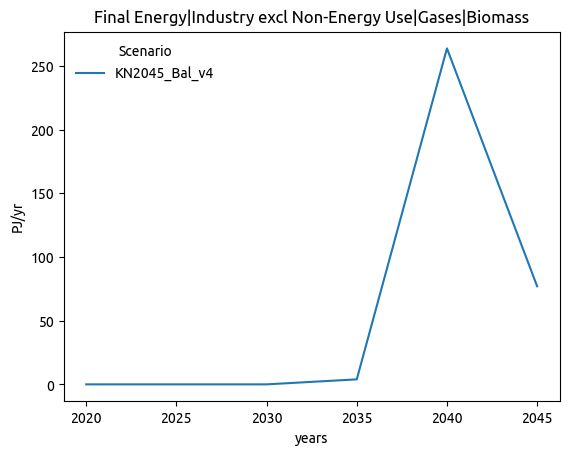 Final Energy|Industry excl Non-Energy Use|Gases|Biomass
Scenario
KN2045_Bal_v4
PJ/yr
250
200
150
100
50
0
2020 2025 2030 2035 2040 2045
years